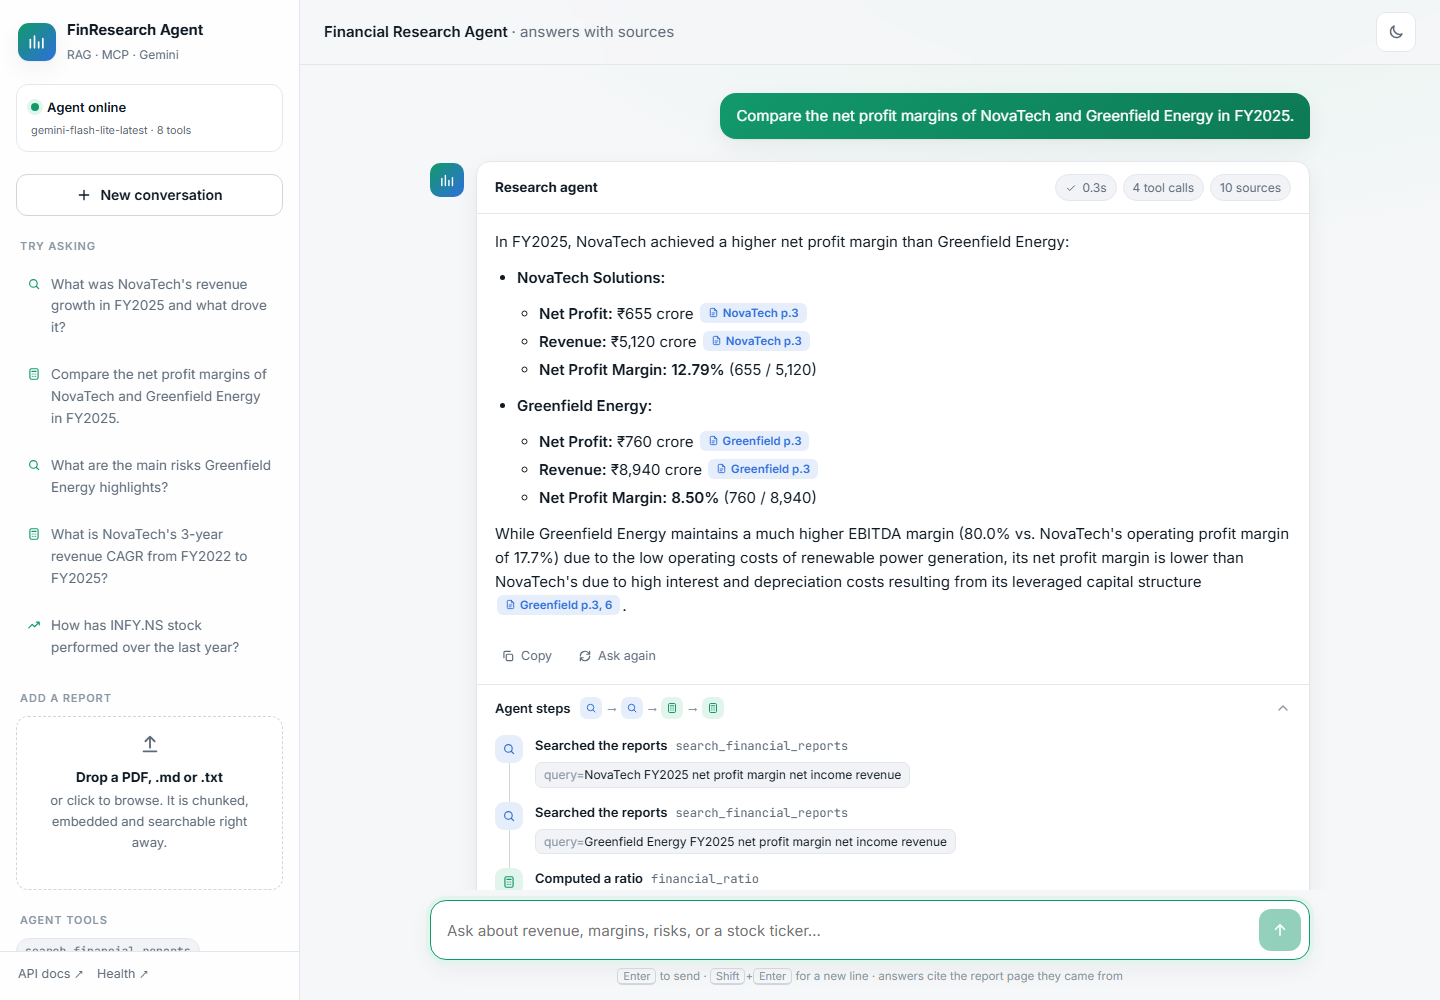 FinResearch Agent
RAG · MCP · Gemini
Agent online
gemini-flash-lite-latest · 8 tools
New conversation
TRY ASKING
What was NovaTech's revenue
growth in FY2025 and what drove
it?
Compare the net profit margins of
NovaTech and Greenfield Energy
in FY2025.
What are the main risks Greenfield
Energy highlights?
What is NovaTech's 3-year
revenue CAGR from FY2022 to
FY2025?
How has INFY.NS stock
performed over the last year?
ADD A REPORT
Drop a PDF, .md or .txt
or click to browse. It is chunked,
embedded and searchable right
away.
AGENT TOOLS
search_financial_reports
API docs ↗ Health ↗
Financial Research Agent · answers with sources
Compare the net profit margins of NovaTech and Greenfield Energy in FY2025.
Research agent
0.3s
4 tool calls
10 sources
In FY2025, NovaTech achieved a higher net profit margin than Greenfield Energy:
• NovaTech Solutions:
◦ Net Profit: ₹655 crore NovaTech p.3
◦ Revenue: ₹5,120 crore NovaTech p.3
◦ Net Profit Margin: 12.79% (655 / 5,120)
• Greenfield Energy:
◦ Net Profit: ₹760 crore Greenfield p.3
◦ Revenue: ₹8,940 crore Greenfield p.3
◦ Net Profit Margin: 8.50% (760 / 8,940)
While Greenfield Energy maintains a much higher EBITDA margin (80.0% vs. NovaTech's operating profit margin
of 17.7%) due to the low operating costs of renewable power generation, its net profit margin is lower than
NovaTech's due to high interest and depreciation costs resulting from its leveraged capital structure
Greenfield p.3, 6 .
Copy Ask again
Agent steps → → →
Searched the reports search_financial_reports
query=NovaTech FY2025 net profit margin net income revenue
Searched the reports search_financial_reports
query=Greenfield Energy FY2025 net profit margin net income revenue
Computed a ratio financial_ratio
Ask about revenue, margins, risks, or a stock ticker...
Enter to send · Shift+Enter for a new line · answers cite the report page they came from